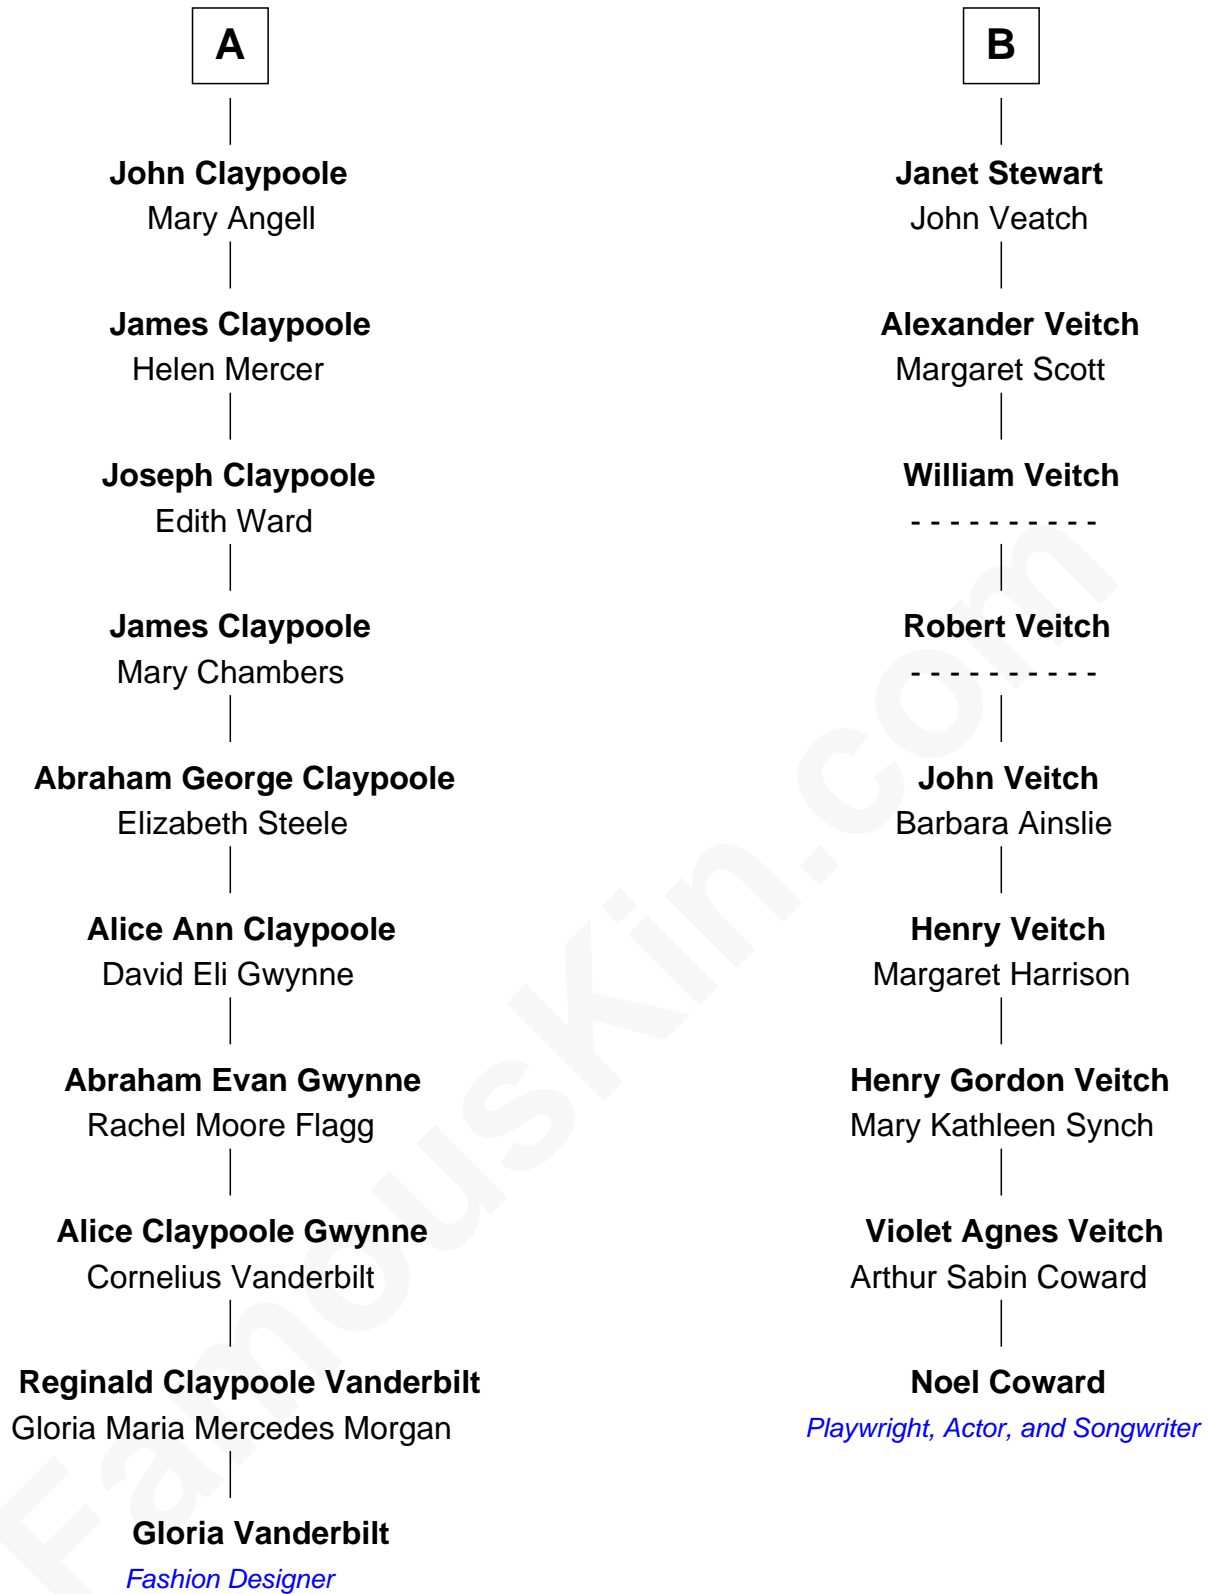 A
John Claypoole
Mary Angell
James Claypoole
Helen Mercer
Joseph Claypoole
Edith Ward
James Claypoole
Mary Chambers
Abraham George Claypoole
Elizabeth Steele
Alice Ann Claypoole
David Eli Gwynne
Abraham Evan Gwynne
Rachel Moore Flagg
Alice Claypoole Gwynne
Cornelius Vanderbilt
Reginald Claypoole Vanderbilt
Gloria Maria Mercedes Morgan
Gloria Vanderbilt
Fashion Designer
B
Janet Stewart
John Veatch
Alexander Veitch
Margaret Scott
William Veitch
- - - - - - - - - -
Robert Veitch
- - - - - - - - - -
John Veitch
Barbara Ainslie
Henry Veitch
Margaret Harrison
Henry Gordon Veitch
Mary Kathleen Synch
Violet Agnes Veitch
Arthur Sabin Coward
Noel Coward
Playwright, Actor, and Songwriter
FamousKin.com